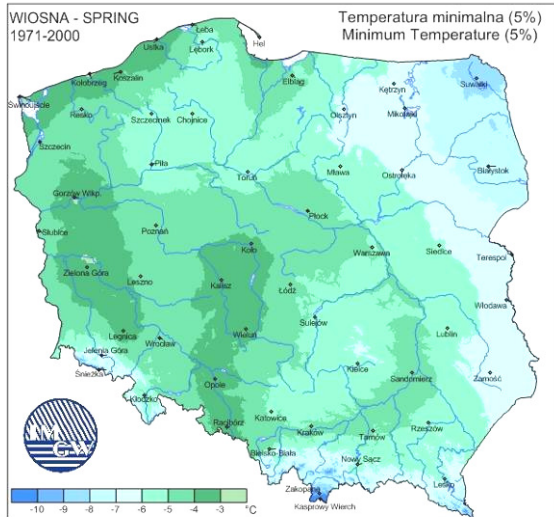 WIOSNA - SPRING
1971-2000
Temperatura minimalna (5%)
Minimum Temperature (5%)
Łeba
Hel
Ustka
Lębork
Koszalin
Kołobrzeg
Elbląg
Suwałki
Kętrzyn
Świnoujście
Resko
Szczecinek
Chojnice
Olsztyn
Mikołajki
Szczecin
Piła
Toruń
Mława
Ostrołęka
Białystok
Gorzów Wlkp.
Płock
Słubice
Poznań
Koło
Warszawa
Siedlce
Terespol
Zielona Góra
Leszno
Kalisz
Łódź
Włodawa
Legnica
Wrocław
Wieluń
Sulejów
Lublin
Jelenia Góra
Śnieżka
Kielce
Sandomierz
Zamość
Kłodzko
Opole
Katowice
Racibórz
Kraków
Tarnów
Rzeszów
Bielsko-Biała
Nowy Sącz
Lesko
Zakopane
Kasprowy Wierch
IM
GW
-10 -9 -8 -7 -6 -5 -4 -3 °C